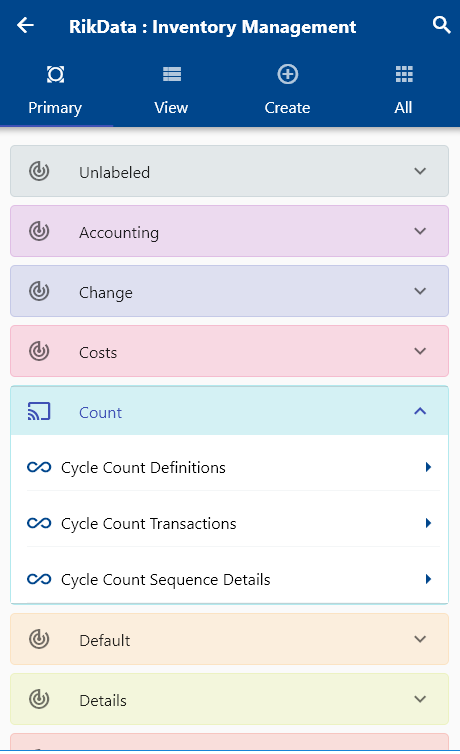 RikData : Inventory Management
Primary
View
Create
All
Unlabeled
Accounting
Change
Costs
Count
Cycle Count Definitions
Cycle Count Transactions
Cycle Count Sequence Details
Default
Details